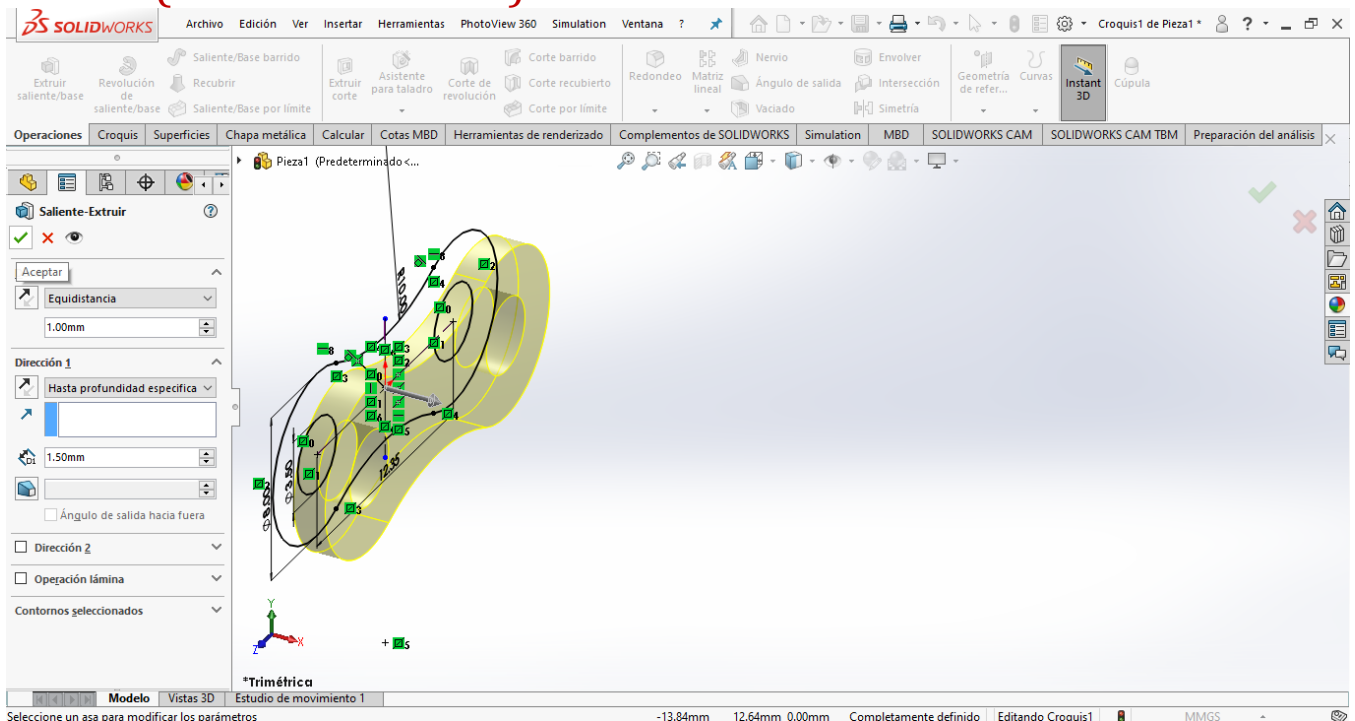 SOLIDWORKS Archivo Edición Ver Insertar Herramientas PhotoView 360 Simulation Ventana ? Croquis1 de Pieza1 * ?
Extruir saliente/base
Revolución de saliente/base
Saliente/Base barrido
Recubrir
Saliente/Base por límite
Extruir corte
Asistente para taladro
Corte de revolución
Corte barrido
Corte recubierto
Corte por límite
Redondeo
Matriz lineal
Nervio
Ángulo de salida
Vaciado
Envolver
Intersección
Simetría
Geometría de refer...
Curvas
Instant 3D
Cúpula
Operaciones Croquis Superficies Chapa metálica Calcular Cotas MBD Herramientas de renderizado Complementos de SOLIDWORKS Simulation MBD SOLIDWORKS CAM SOLIDWORKS CAM TBM Preparación del análisis
Pieza1 (Predeterminado<...
Saliente-Extruir
Aceptar
Equidistancia
1.00mm
Dirección 1
Hasta profundidad especifica
D1 1.50mm
Ángulo de salida hacia fuera
Dirección 2
Operación lámina
Contornos seleccionados
R10.00
12.35
Ø3.50
Ø6.00
Y
X
Z
*Trimétrica
Modelo Vistas 3D Estudio de movimiento 1
Seleccione un asa para modificar los parámetros -13.84mm 12.64mm 0.00mm Completamente definido Editando Croquis1 MMGS